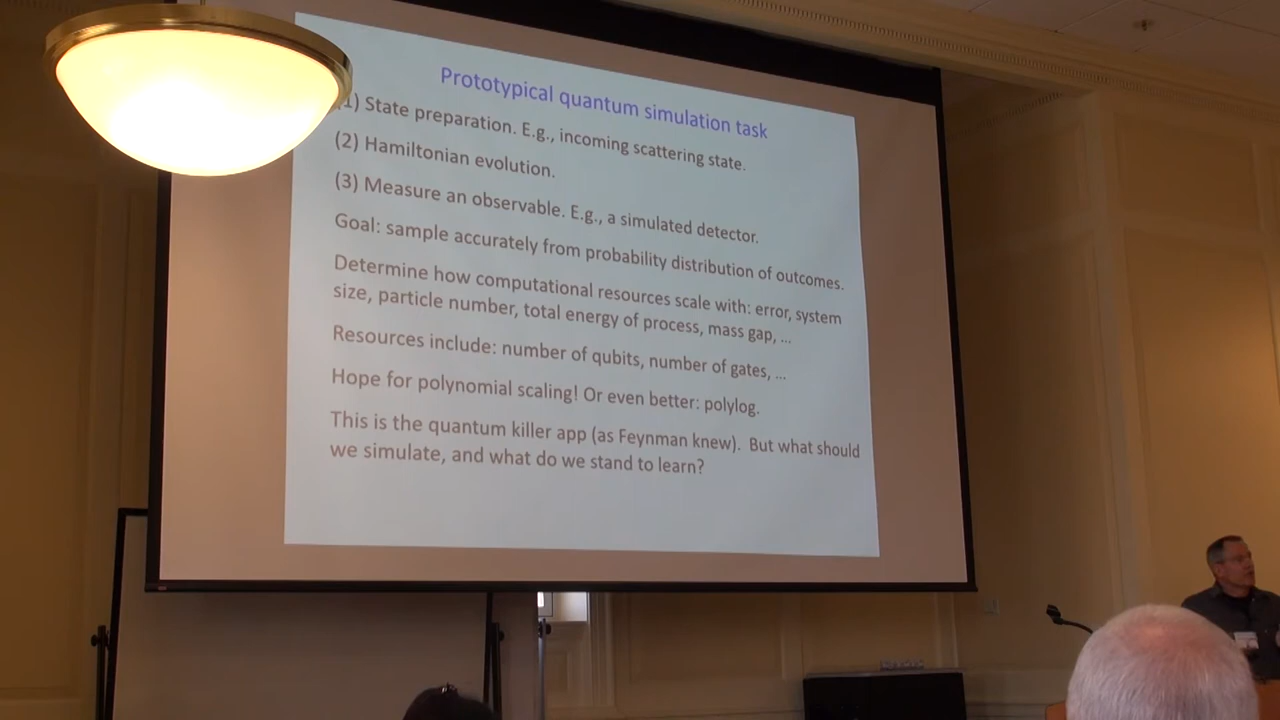 Prototypical quantum simulation task
(1) State preparation. E.g., incoming scattering state.
(2) Hamiltonian evolution.
(3) Measure an observable. E.g., a simulated detector.
Goal: sample accurately from probability distribution of outcomes.
Determine how computational resources scale with: error, system
size, particle number, total energy of process, mass gap, ...
Resources include: number of qubits, number of gates, ...
Hope for polynomial scaling! Or even better: polylog.
This is the quantum killer app (as Feynman knew). But what should
we simulate, and what do we stand to learn?